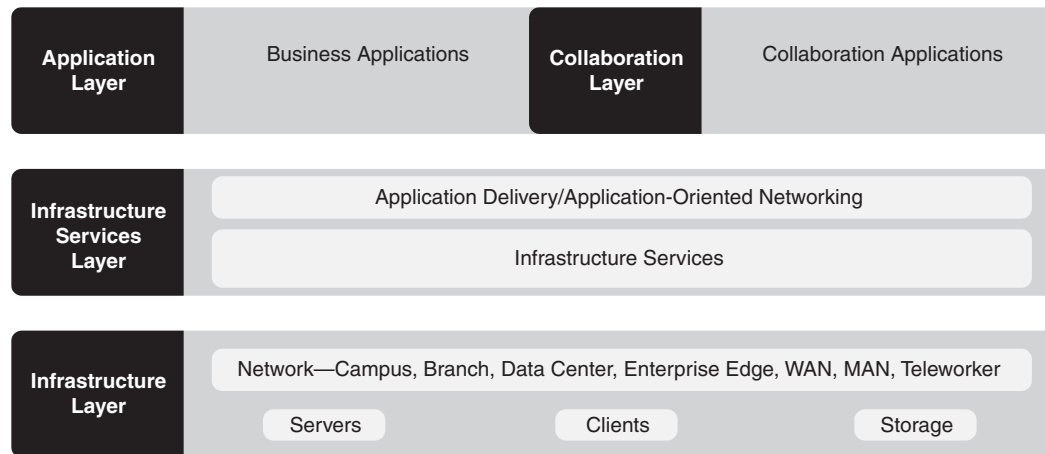 Application
Layer
Business Applications
Collaboration
Layer
Collaboration Applications
Infrastructure
Services
Layer
Application Delivery/Application-Oriented Networking
Infrastructure Services
Infrastructure
Layer
Network—Campus, Branch, Data Center, Enterprise Edge, WAN, MAN, Teleworker
Servers
Clients
Storage